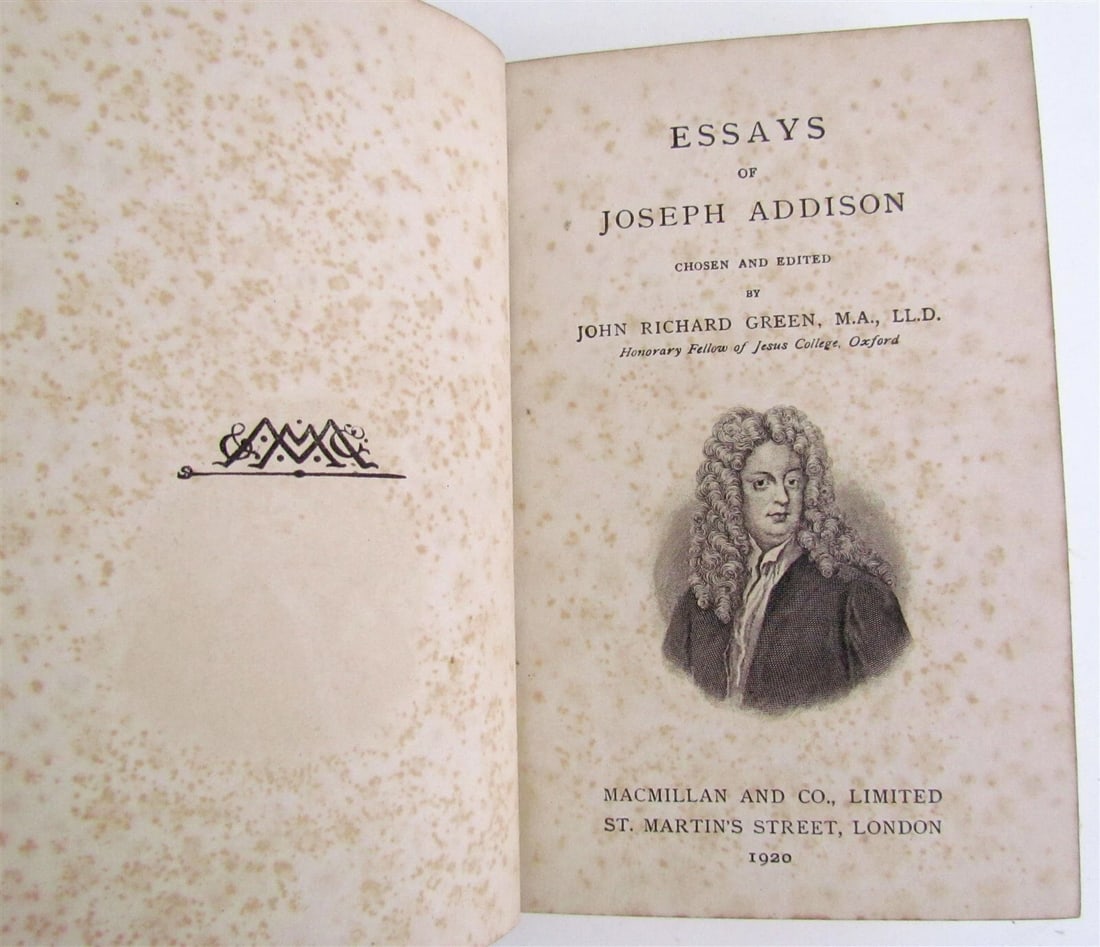 ESSAYS
OF
JOSEPH ADDISON
CHOSEN AND EDITED
BY
JOHN RICHARD GREEN, M.A., LL.D.
Honorary Fellow of Jesus College, Oxford
MACMILLAN AND CO., LIMITED
ST. MARTIN'S STREET, LONDON
1920